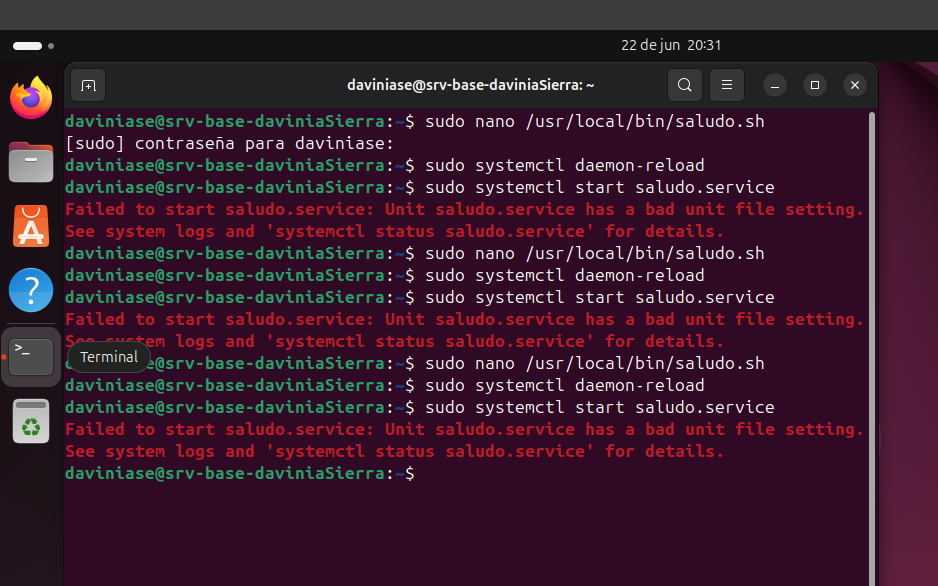 22 de jun 20:31
daviniase@srv-base-daviniaSierra: ~
daviniase@srv-base-daviniaSierra:~$ sudo nano /usr/local/bin/saludo.sh
[sudo] contraseña para daviniase:
daviniase@srv-base-daviniaSierra:~$ sudo systemctl daemon-reload
daviniase@srv-base-daviniaSierra:~$ sudo systemctl start saludo.service
Failed to start saludo.service: Unit saludo.service has a bad unit file setting.
See system logs and 'systemctl status saludo.service' for details.
daviniase@srv-base-daviniaSierra:~$ sudo nano /usr/local/bin/saludo.sh
daviniase@srv-base-daviniaSierra:~$ sudo systemctl daemon-reload
daviniase@srv-base-daviniaSierra:~$ sudo systemctl start saludo.service
Failed to start saludo.service: Unit saludo.service has a bad unit file setting.
See system logs and 'systemctl status saludo.service' for details.
Terminal
e@srv-base-daviniaSierra:~$ sudo nano /usr/local/bin/saludo.sh
daviniase@srv-base-daviniaSierra:~$ sudo systemctl daemon-reload
daviniase@srv-base-daviniaSierra:~$ sudo systemctl start saludo.service
Failed to start saludo.service: Unit saludo.service has a bad unit file setting.
See system logs and 'systemctl status saludo.service' for details.
daviniase@srv-base-daviniaSierra:~$